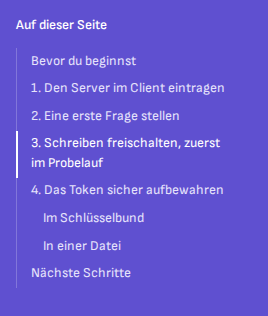 Auf dieser Seite
Bevor du beginnst
1. Den Server im Client eintragen
2. Eine erste Frage stellen
3. Schreiben freischalten, zuerst
im Probelauf
4. Das Token sicher aufbewahren
Im Schlüsselbund
In einer Datei
Nächste Schritte